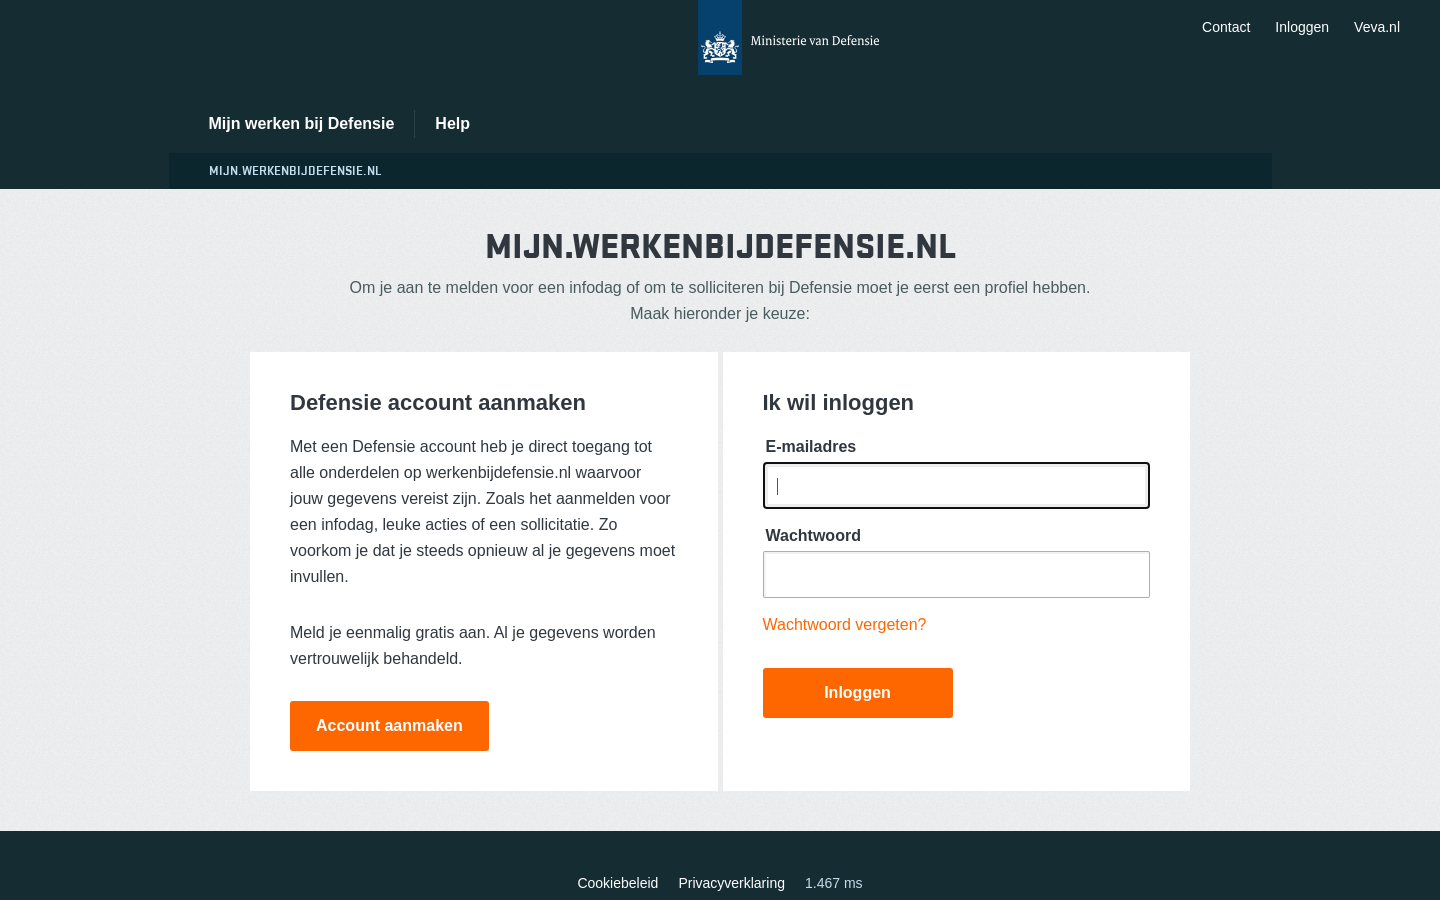 Ministerie van Defensie
Contact Inloggen Veva.nl
Mijn werken bij Defensie Help
MIJN.WERKENBIJDEFENSIE.NL
MIJN.WERKENBIJDEFENSIE.NL
Om je aan te melden voor een infodag of om te solliciteren bij Defensie moet je eerst een profiel hebben.
Maak hieronder je keuze:
Defensie account aanmaken
Met een Defensie account heb je direct toegang tot
alle onderdelen op werkenbijdefensie.nl waarvoor
jouw gegevens vereist zijn. Zoals het aanmelden voor
een infodag, leuke acties of een sollicitatie. Zo
voorkom je dat je steeds opnieuw al je gegevens moet
invullen.
Meld je eenmalig gratis aan. Al je gegevens worden
vertrouwelijk behandeld.
Account aanmaken
Ik wil inloggen
E-mailadres
Wachtwoord
Wachtwoord vergeten?
Inloggen
Cookiebeleid Privacyverklaring 1.467 ms